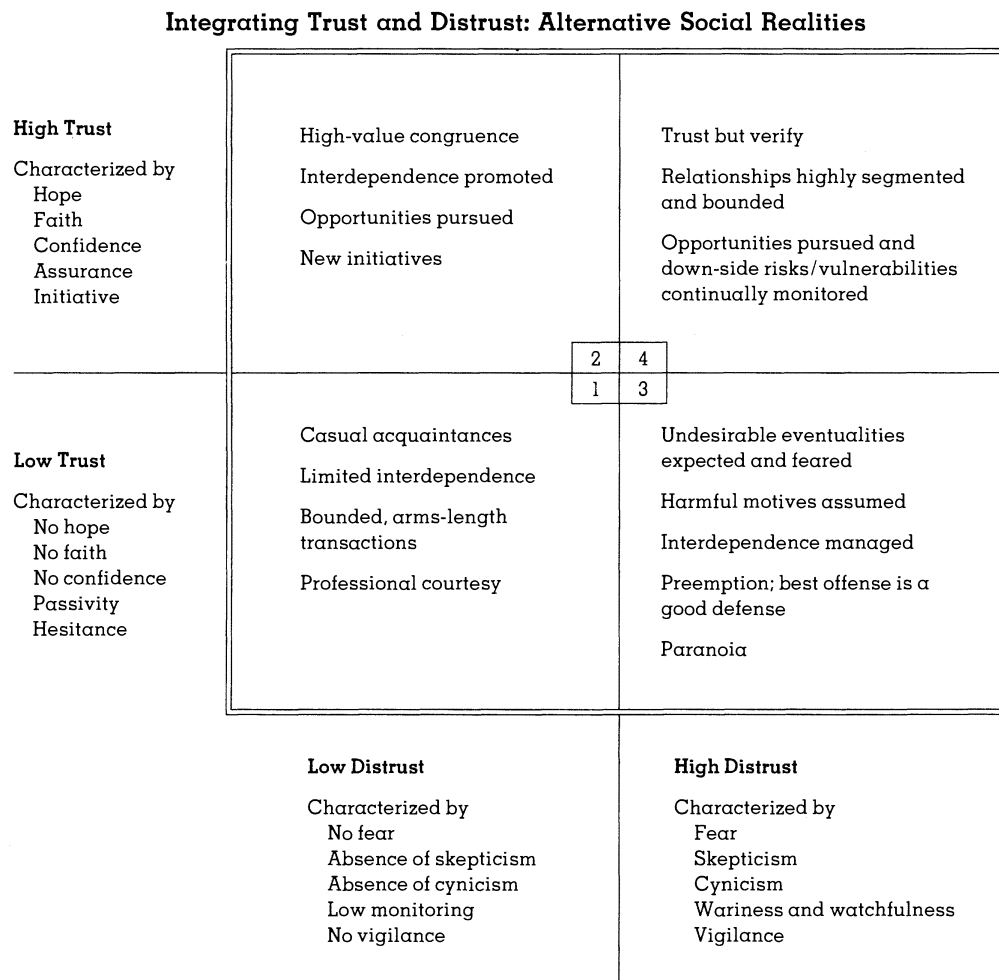 Integrating Trust and Distrust: Alternative Social Realities
High Trust
Characterized by
Hope
Faith
Confidence
Assurance
Initiative
High-value congruence
Interdependence promoted
Opportunities pursued
New initiatives
Trust but verify
Relationships highly segmented
and bounded
Opportunities pursued and
down-side risks/vulnerabilities
continually monitored
2 4
1 3
Low Trust
Characterized by
No hope
No faith
No confidence
Passivity
Hesitance
Casual acquaintances
Limited interdependence
Bounded, arms-length
transactions
Professional courtesy
Undesirable eventualities
expected and feared
Harmful motives assumed
Interdependence managed
Preemption; best offense is a
good defense
Paranoia
Low Distrust
Characterized by
No fear
Absence of skepticism
Absence of cynicism
Low monitoring
No vigilance
High Distrust
Characterized by
Fear
Skepticism
Cynicism
Wariness and watchfulness
Vigilance